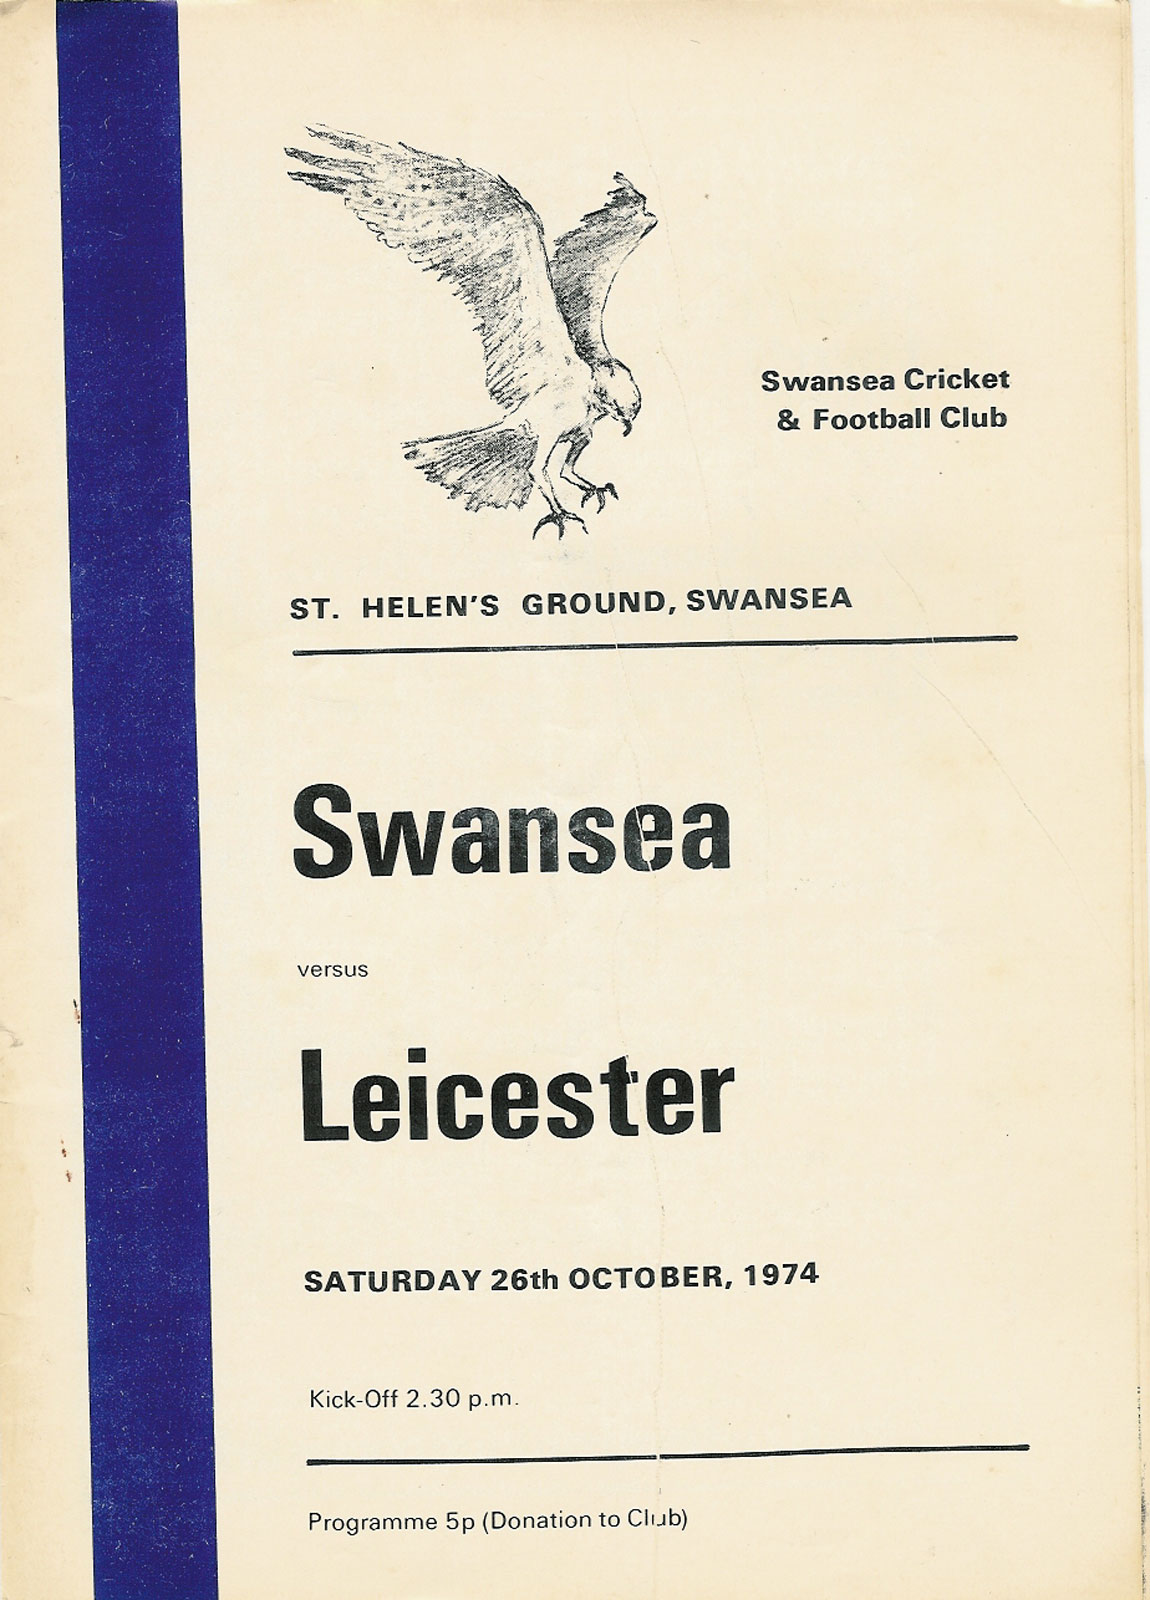 Swansea Cricket
& Football Club
ST. HELEN'S GROUND, SWANSEA
Swansea
versus
Leicester
SATURDAY 26th OCTOBER, 1974
Kick-Off 2.30 p.m.
Programme 5p (Donation to Club)